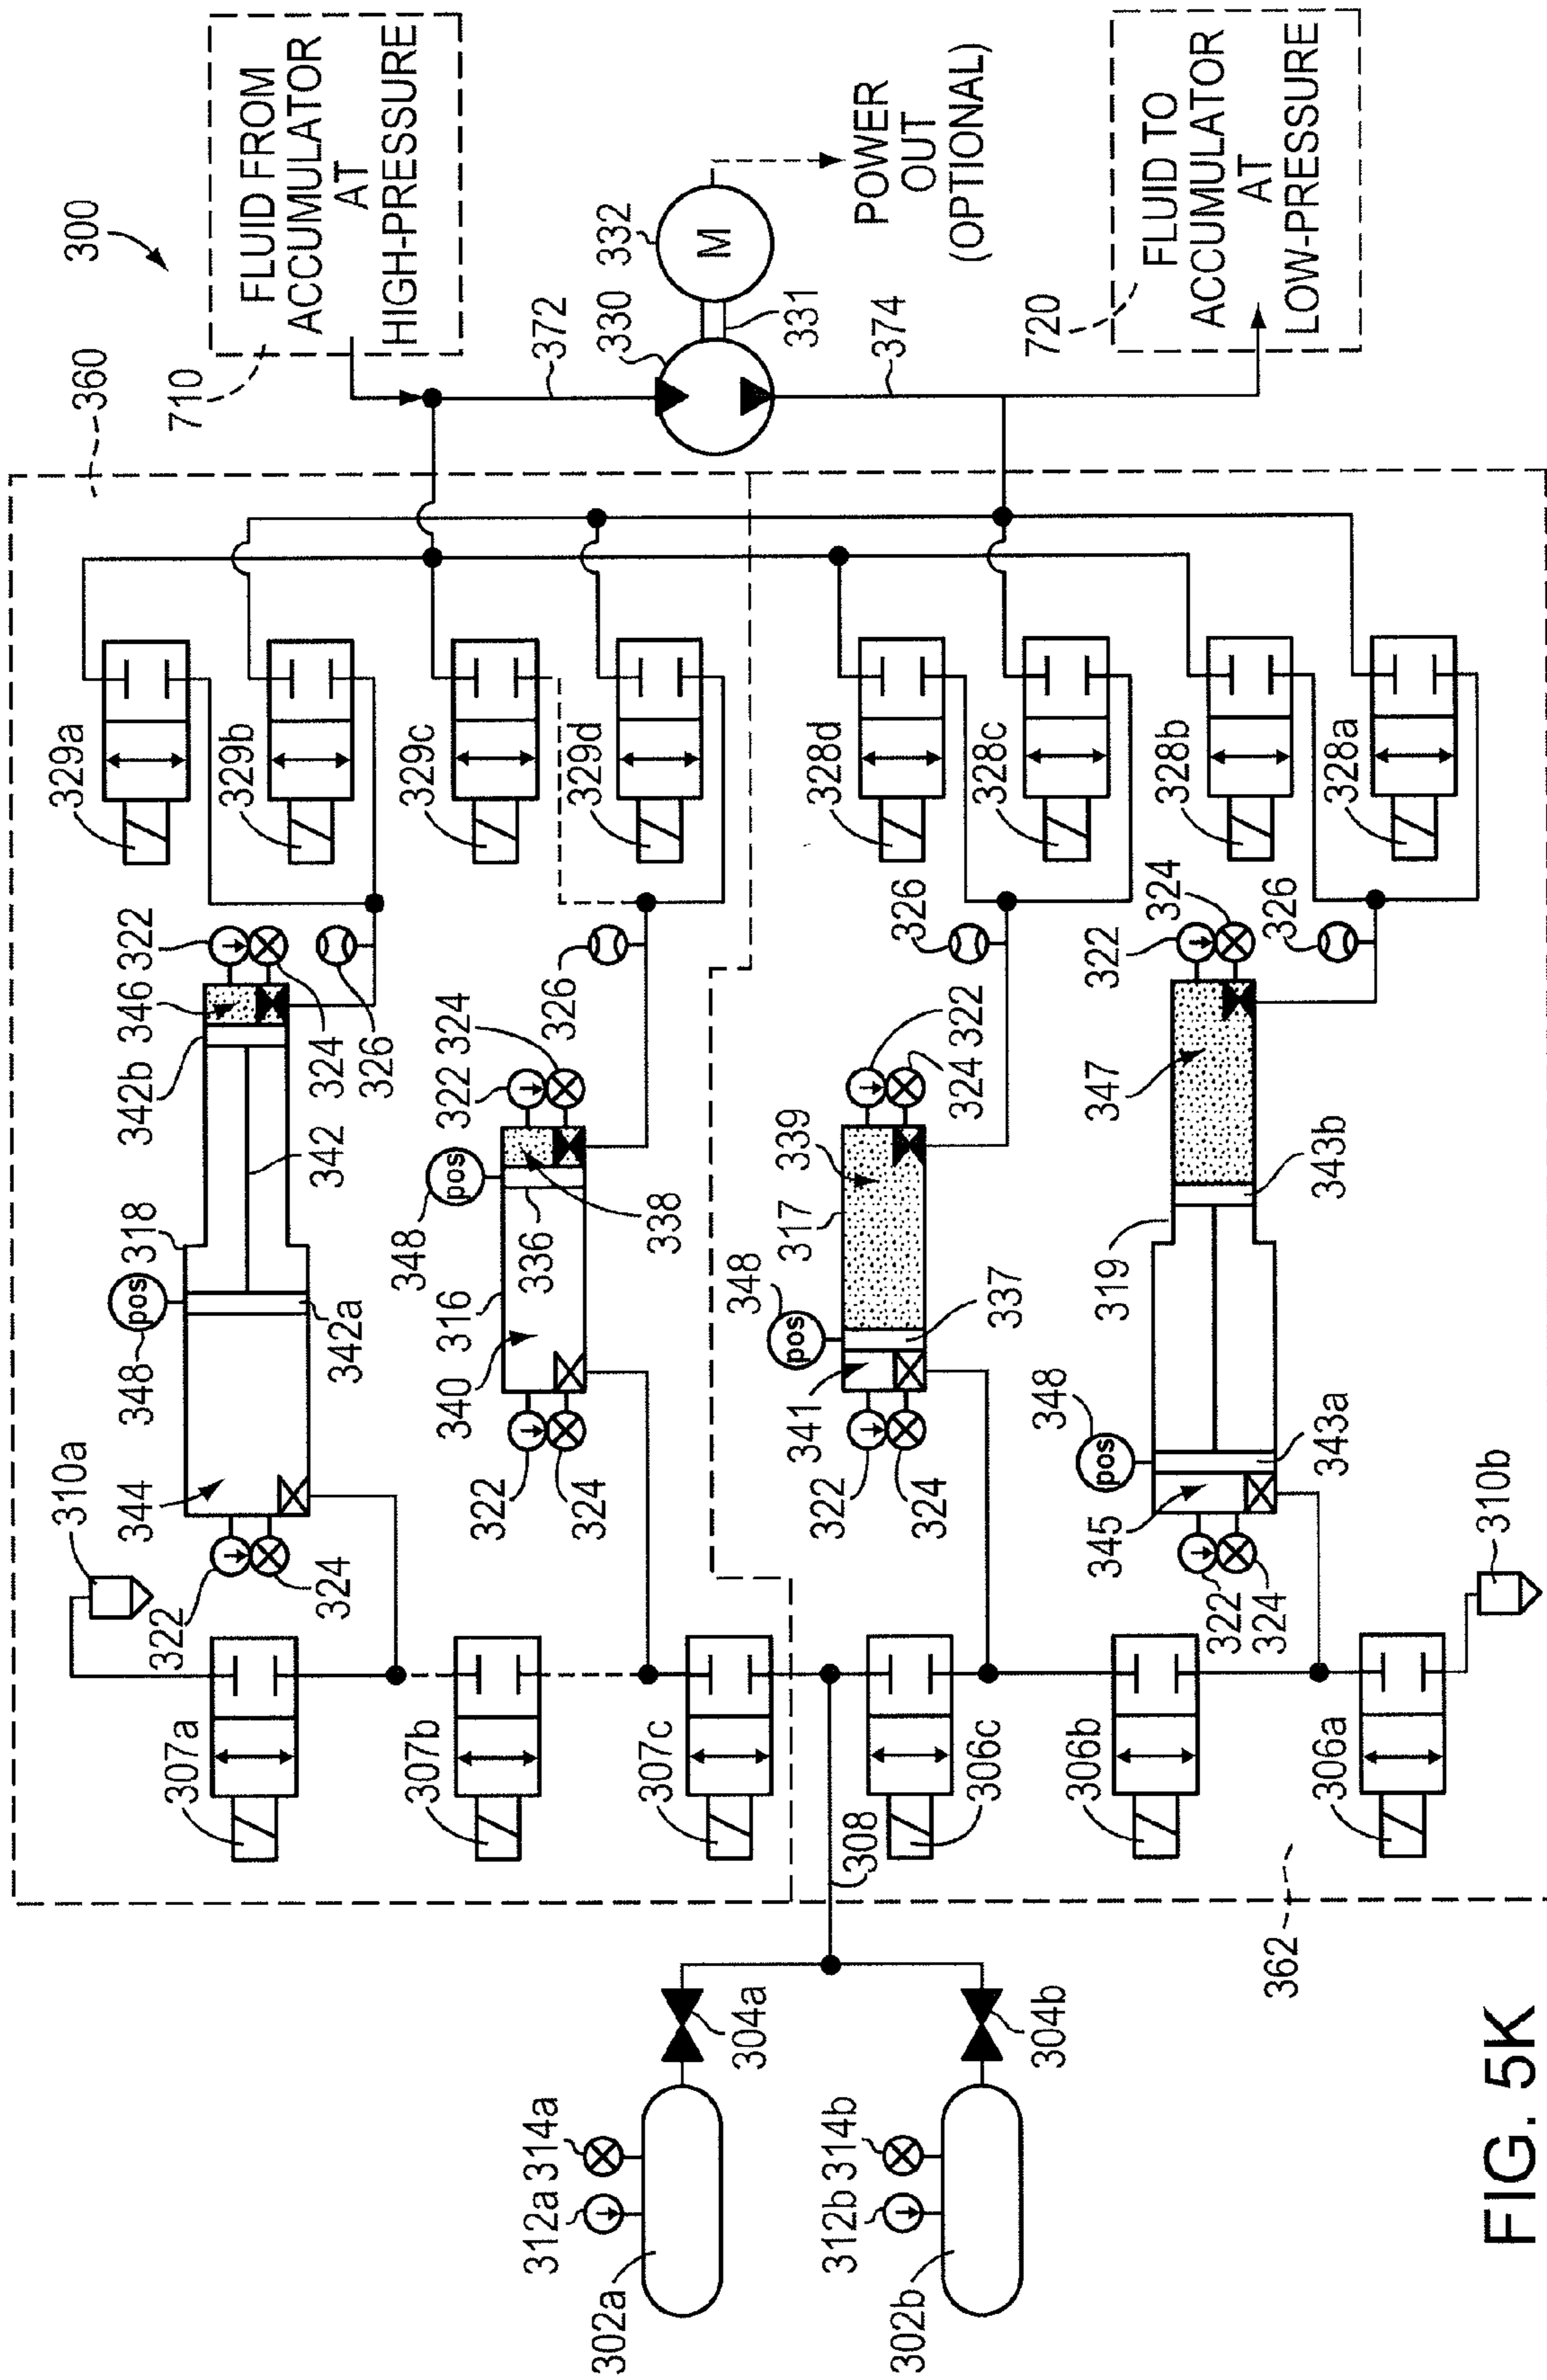 300
360
710
FLUID FROM
ACCUMULATOR
AT
HIGH-PRESSURE
310a
348
318
344
342a
342
342b
346
322
324
326
329a
329b
329c
329d
322
324
307a
307b
307c
348
316
340
336
338
322
324
326
322
324
372
330
332
M
331
POWER
OUT
(OPTIONAL)
374
720
FLUID TO
ACCUMULATOR
AT
LOW-PRESSURE
pos
pos
pos
pos
312a
314a
302a
304a
312b
314b
302b
304b
308
306c
306b
306a
348
317
339
341
337
322
324
322
324
326
328d
328c
328b
328a
348
319
347
345
343a
343b
322
324
322
324
326
310b
362
FIG. 5K